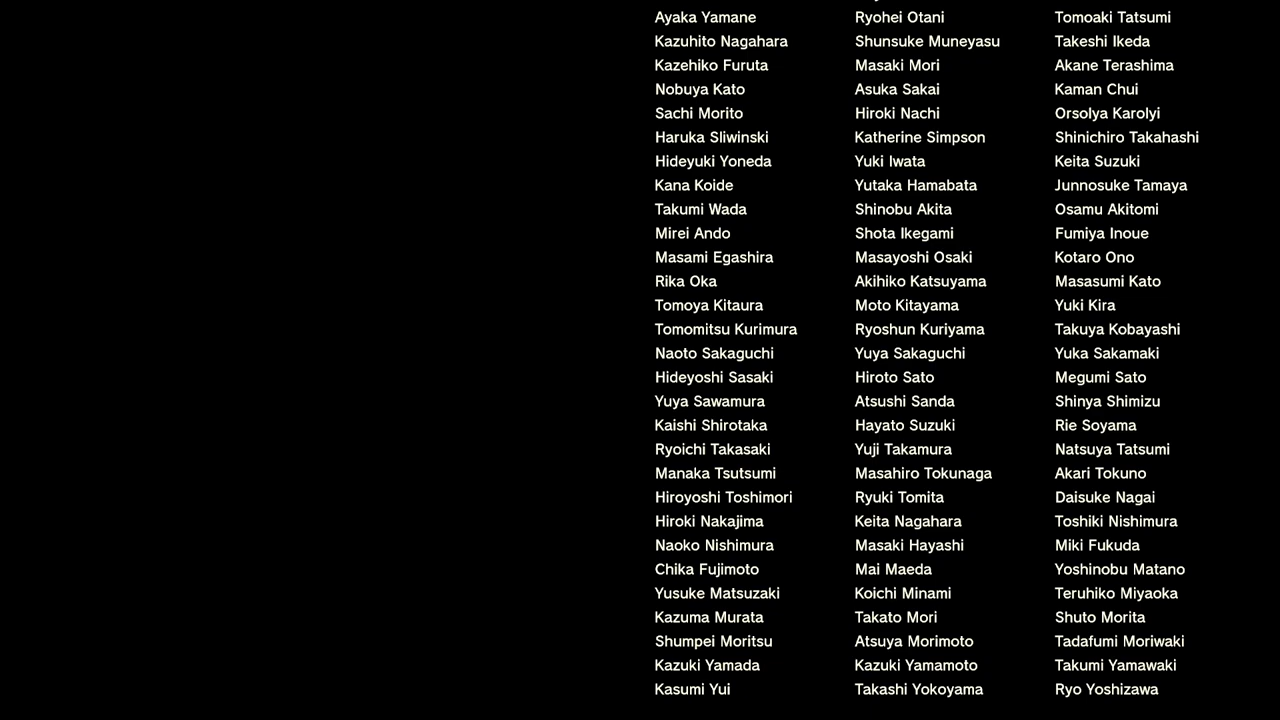 Ayaka Yamane Ryohei Otani Tomoaki Tatsumi
Kazuhito Nagahara Shunsuke Muneyasu Takeshi Ikeda
Kazehiko Furuta Masaki Mori Akane Terashima
Nobuya Kato Asuka Sakai Kaman Chui
Sachi Morito Hiroki Nachi Orsolya Karolyi
Haruka Sliwinski Katherine Simpson Shinichiro Takahashi
Hideyuki Yoneda Yuki Iwata Keita Suzuki
Kana Koide Yutaka Hamabata Junnosuke Tamaya
Takumi Wada Shinobu Akita Osamu Akitomi
Mirei Ando Shota Ikegami Fumiya Inoue
Masami Egashira Masayoshi Osaki Kotaro Ono
Rika Oka Akihiko Katsuyama Masasumi Kato
Tomoya Kitaura Moto Kitayama Yuki Kira
Tomomitsu Kurimura Ryoshun Kuriyama Takuya Kobayashi
Naoto Sakaguchi Yuya Sakaguchi Yuka Sakamaki
Hideyoshi Sasaki Hiroto Sato Megumi Sato
Yuya Sawamura Atsushi Sanda Shinya Shimizu
Kaishi Shirotaka Hayato Suzuki Rie Soyama
Ryoichi Takasaki Yuji Takamura Natsuya Tatsumi
Manaka Tsutsumi Masahiro Tokunaga Akari Tokuno
Hiroyoshi Toshimori Ryuki Tomita Daisuke Nagai
Hiroki Nakajima Keita Nagahara Toshiki Nishimura
Naoko Nishimura Masaki Hayashi Miki Fukuda
Chika Fujimoto Mai Maeda Yoshinobu Matano
Yusuke Matsuzaki Koichi Minami Teruhiko Miyaoka
Kazuma Murata Takato Mori Shuto Morita
Shumpei Moritsu Atsuya Morimoto Tadafumi Moriwaki
Kazuki Yamada Kazuki Yamamoto Takumi Yamawaki
Kasumi Yui Takashi Yokoyama Ryo Yoshizawa